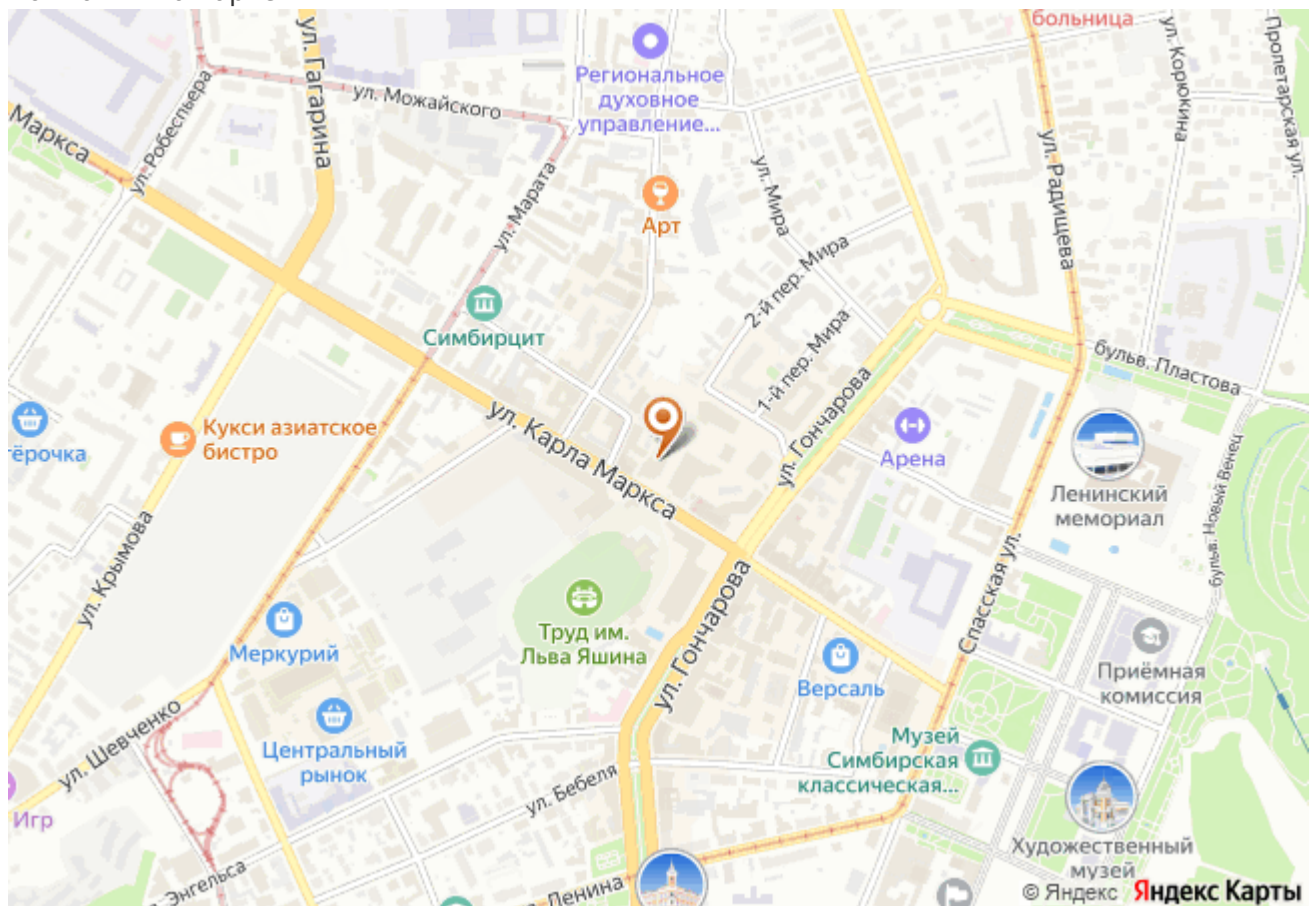 больница
ул. Гагарина
Региональное
духовное
управление...
ул. Корюкина
Пролетарская ул.
ул. Можайского
ул. Робеспьера
Маркса
ул. Марата
ул. Мира
ул. Радищева
Арт
2-й пер. Мира
Симбирцит
1-й пер. Мира
бульв. Пластова
ул. Карла Маркса
ул. Гончарова
Кукси азиатское
бистро
тёрочка
Арена
Ленинский
мемориал
бульв. Новый Венец
ул. Крымова
Труд им.
Льва Яшина
ул. Гончарова
Спасская ул.
Меркурий
Версаль
Приёмная
комиссия
ул. Шевченко
Центральный
рынок
Музей
Симбирская
классическая...
ул. Бебеля
Игр
Художественный
музей
Энгельса
Ленина
© Яндекс Яндекс Карты